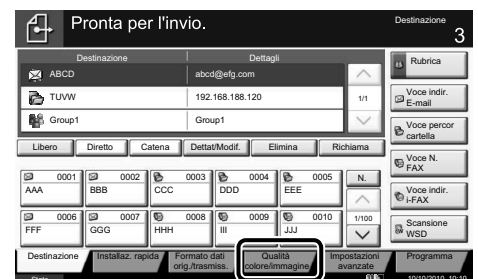 Pronta per l'invio.
Destinazione
3
Destinazione Dettagli
ABCD abcd@efg.com
TUVW 192.168.188.120
Group1 Group1
1/1
Libero Diretto Catena Dettat/Modif. Elimina Richiama
0001 AAA
0002 BBB
0003 CCC
0004 DDD
0005 EEE
N.
0006 FFF
0007 GGG
0008 HHH
0009 III
0010 JJJ
1/100
Rubrica
Voce indir.
E-mail
Voce percor
cartella
Voce N.
FAX
Voce indir.
i-FAX
Scansione
WSD
Destinazione
Installaz. rapida
Formato dati
orig./trasmiss.
Qualità
colore/immagine
Impostazioni
avanzate
Programma
Stato
10/10/2010 10:10